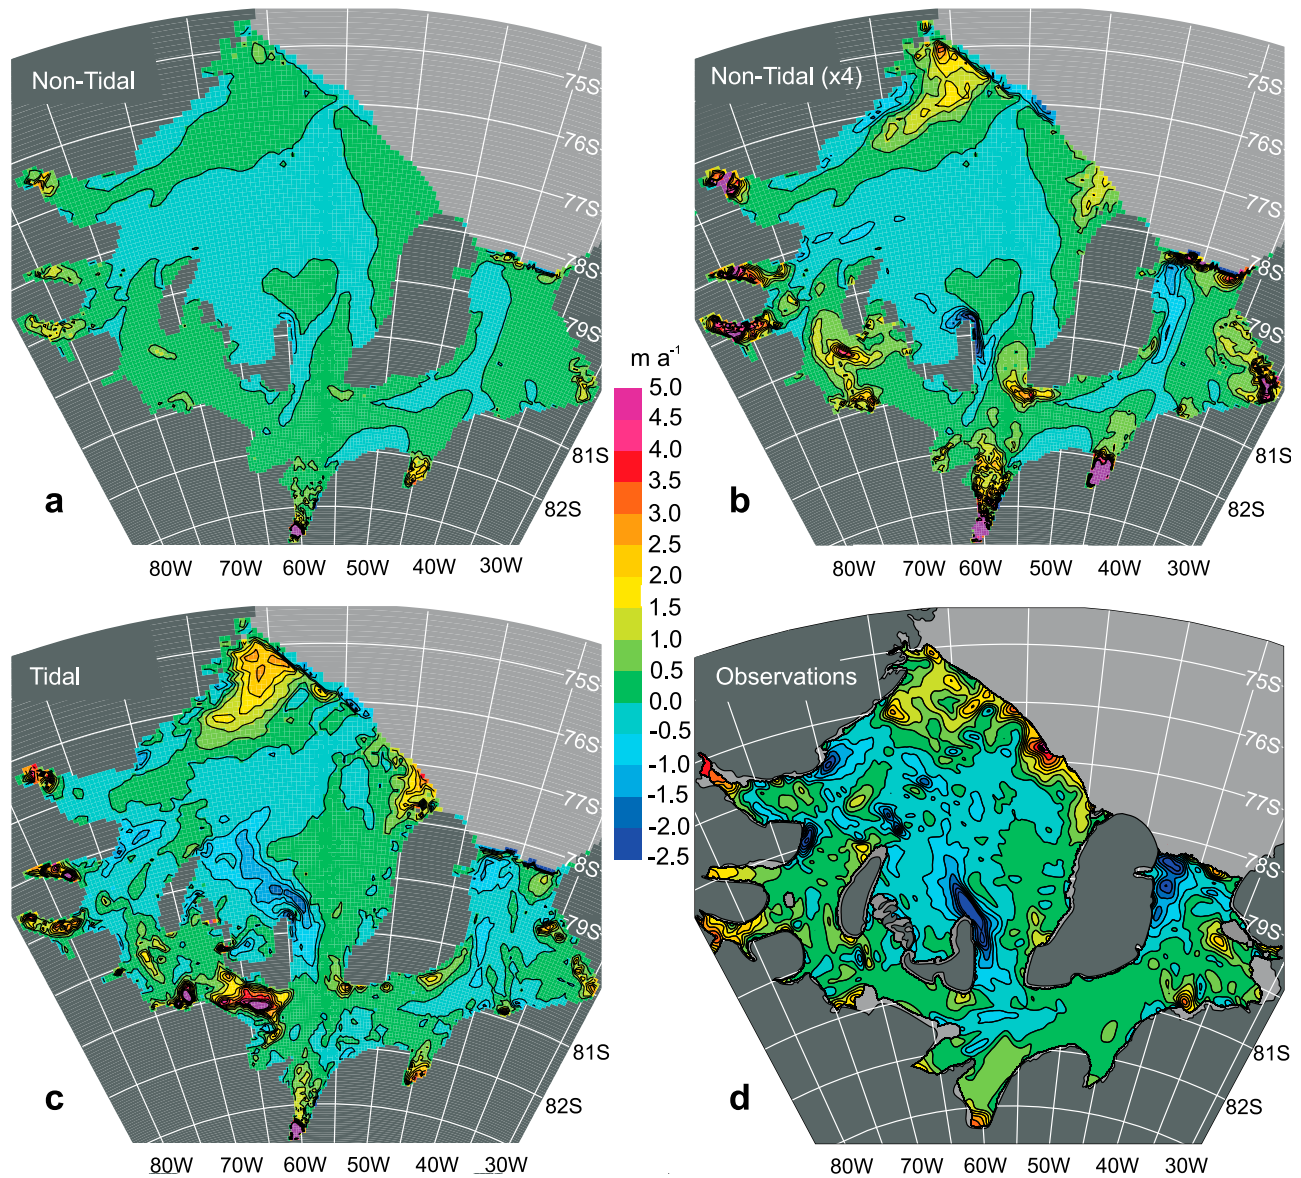 Non-Tidal
75S
76S
77S
78S
79S
81S
82S
a
80W 70W 60W 50W 40W 30W
Non-Tidal (x4)
75S
76S
77S
78S
79S
81S
82S
b
80W 70W 60W 50W 40W 30W
m a⁻¹
5.0
4.5
4.0
3.5
3.0
2.5
2.0
1.5
1.0
0.5
0.0
-0.5
-1.0
-1.5
-2.0
-2.5
Tidal
75S
76S
77S
78S
79S
81S
82S
c
80W 70W 60W 50W 40W 30W
Observations
75S
76S
77S
78S
79S
81S
82S
d
80W 70W 60W 50W 40W 30W